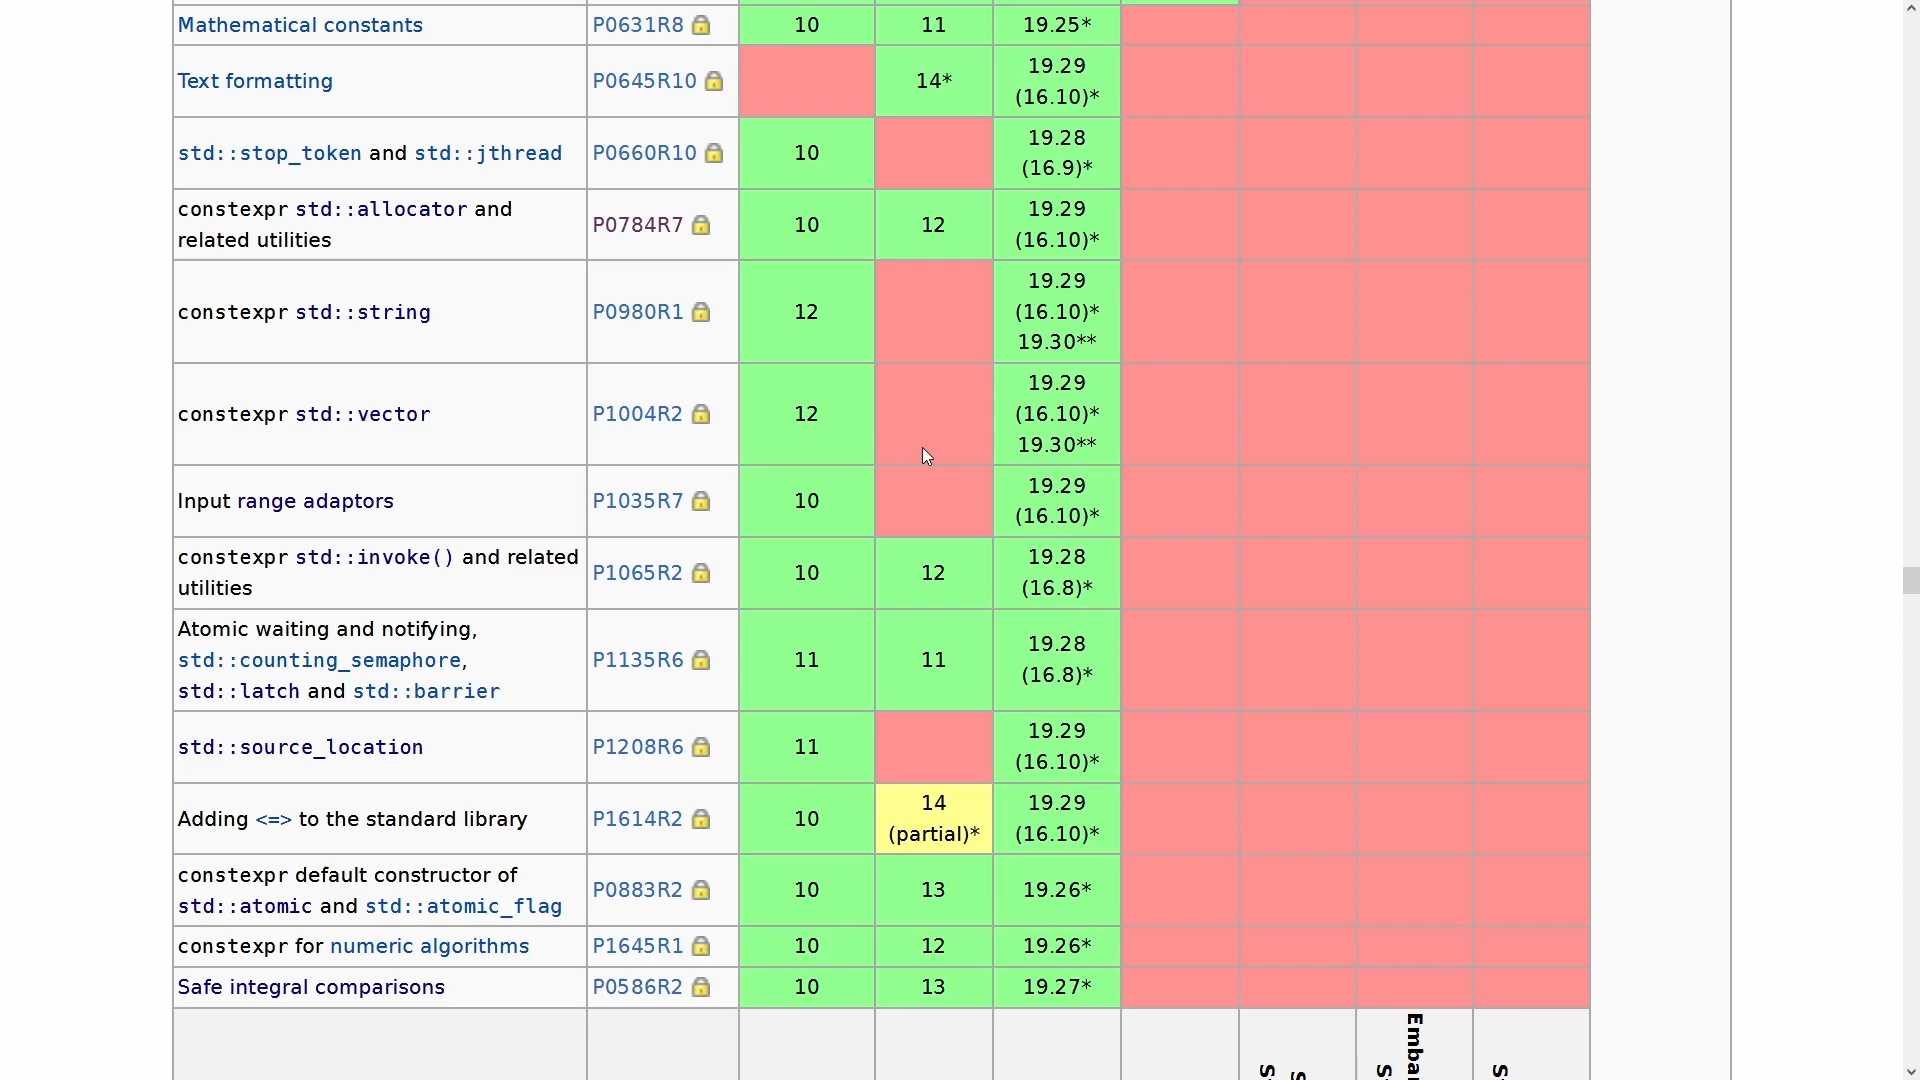 Mathematical constants P0631R8 10 11 19.25*
Text formatting P0645R10 14* 19.29
(16.10)*
std::stop_token and std::jthread P0660R10 10 19.28
(16.9)*
constexpr std::allocator and
related utilities P0784R7 10 12 19.29
(16.10)*
constexpr std::string P0980R1 12 19.29
(16.10)*
19.30**
constexpr std::vector P1004R2 12 19.29
(16.10)*
19.30**
Input range adaptors P1035R7 10 19.29
(16.10)*
constexpr std::invoke() and related
utilities P1065R2 10 12 19.28
(16.8)*
Atomic waiting and notifying,
std::counting_semaphore,
std::latch and std::barrier P1135R6 11 11 19.28
(16.8)*
std::source_location P1208R6 11 19.29
(16.10)*
Adding <=> to the standard library P1614R2 10 14
(partial)* 19.29
(16.10)*
constexpr default constructor of
std::atomic and std::atomic_flag P0883R2 10 13 19.26*
constexpr for numeric algorithms P1645R1 10 12 19.26*
Safe integral comparisons P0586R2 10 13 19.27*